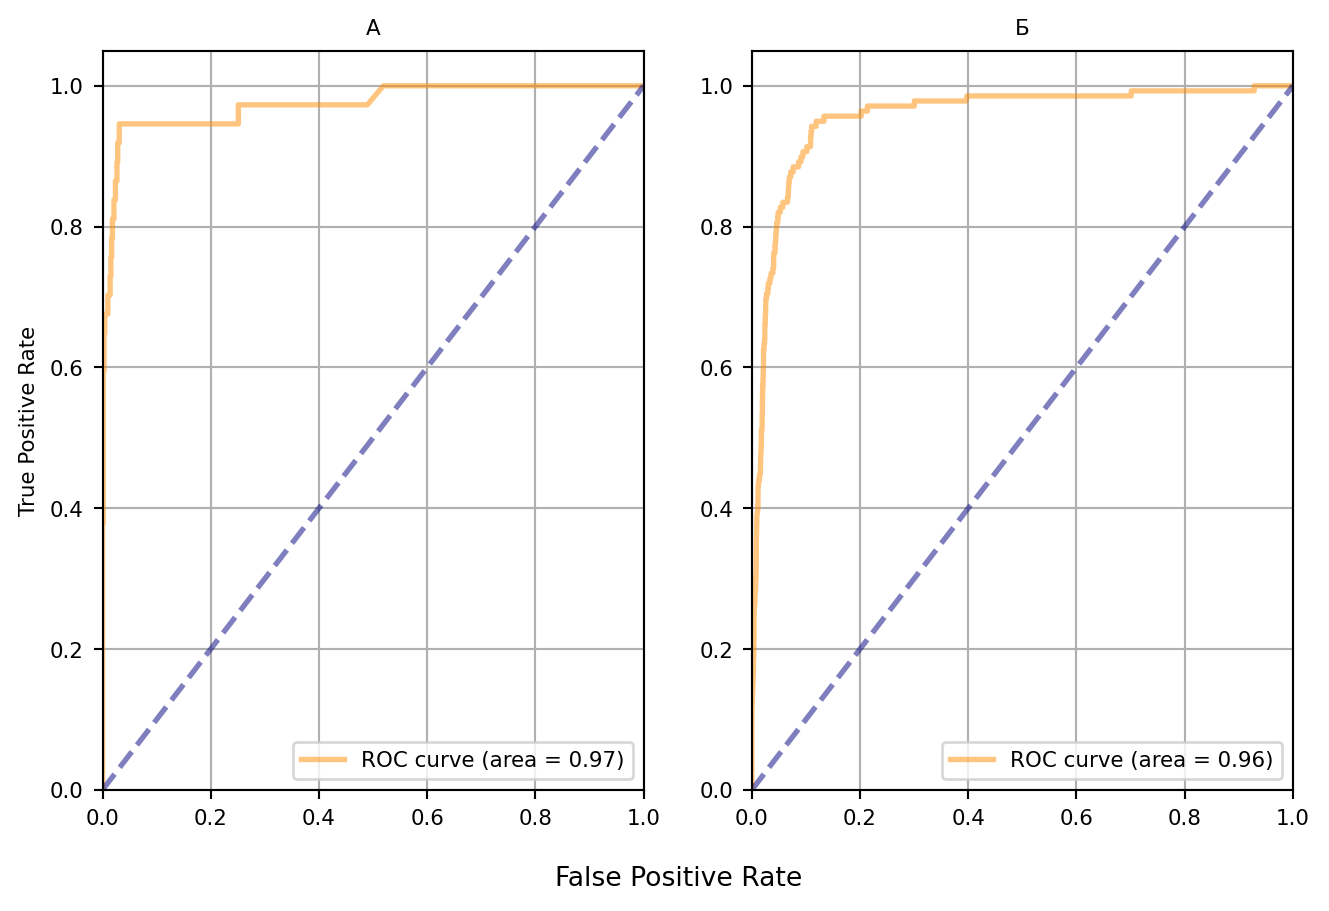 А
Б
True Positive Rate
1.0
0.8
0.6
0.4
0.2
0.0
0.0 0.2 0.4 0.6 0.8 1.0
ROC curve (area = 0.97)
1.0
0.8
0.6
0.4
0.2
0.0
0.0 0.2 0.4 0.6 0.8 1.0
ROC curve (area = 0.96)
False Positive Rate